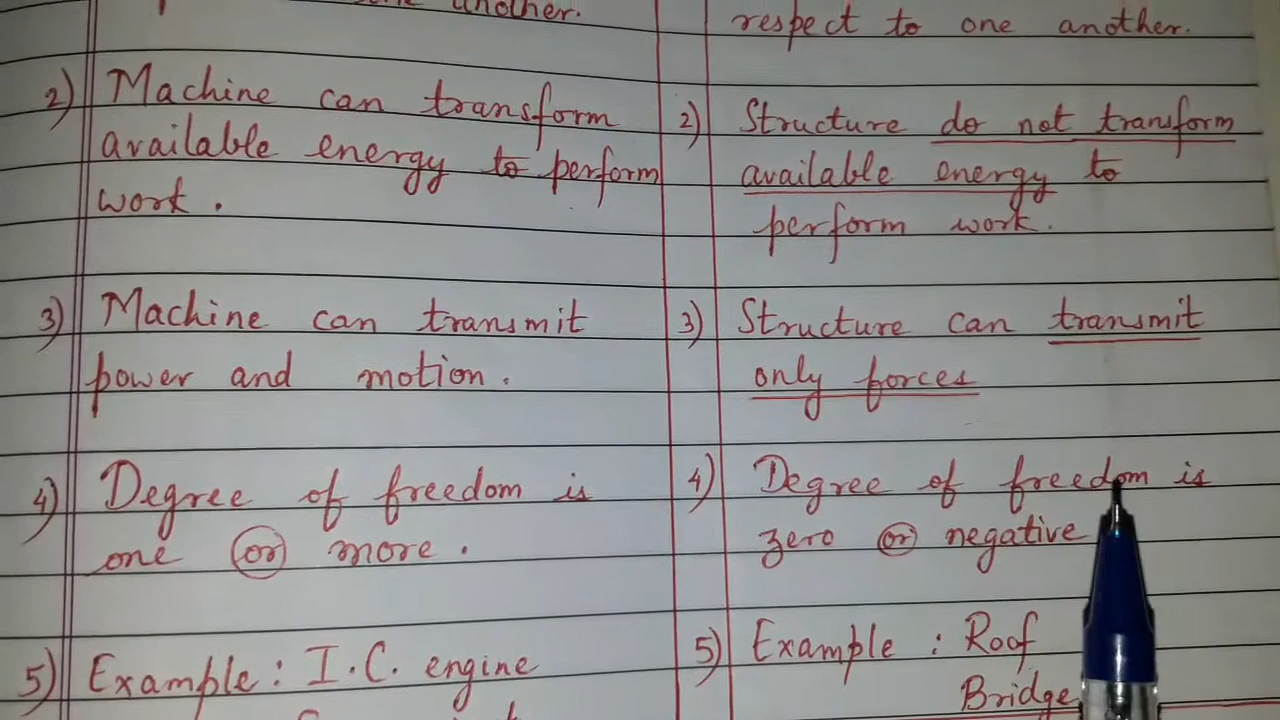 another.
2) Machine can transform
available energy to perform
work.
3) Machine can transmit
power and motion.
4) Degree of freedom is
one or more.
5) Example: I.C. engine
respect to one another.
2) Structure do not transform
available energy to
perform work.
3) Structure can transmit
only forces
4) Degree of freedom is
zero or negative
5) Example: Roof
Bridge